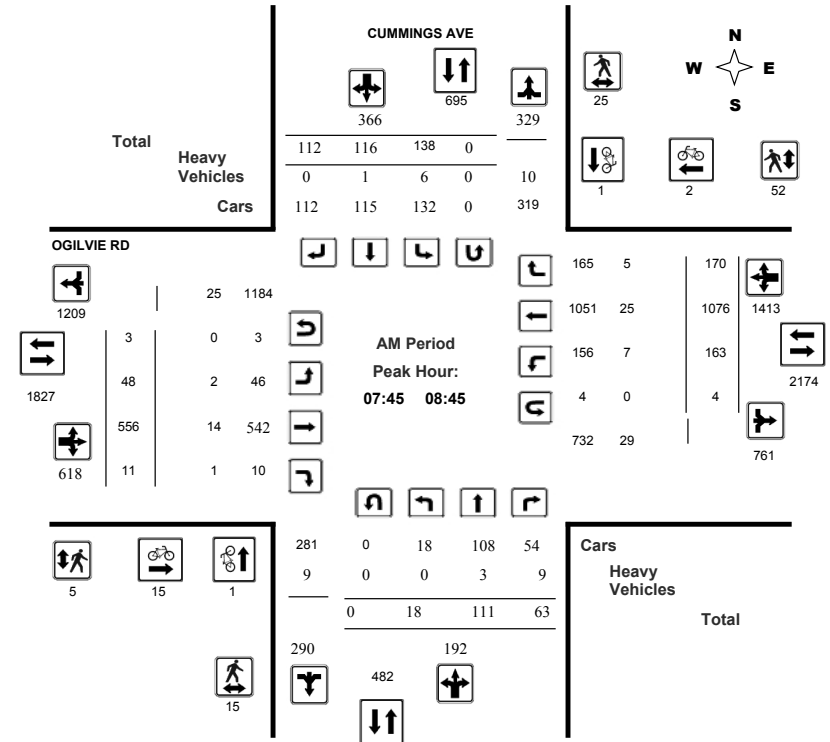 CUMMINGS AVE
N
W E
S
695
25
366 329
Total 112 116 138 0
Heavy
Vehicles 0 1 6 0 10
Cars 112 115 132 0 319
1 2 52
OGILVIE RD
165 5 170
1209 25 1184
1051 25 1076 1413
3 0 3
AM Period
156 7 163
Peak Hour:
1827 48 2 46
07:45 08:45
4 0 4
2174
556 14 542
732 29
761
618 11 1 10
281 0 18 108 54 Cars
9 0 0 3 9 Heavy
Vehicles
5 15 1
0 18 111 63 Total
290 192
482
15